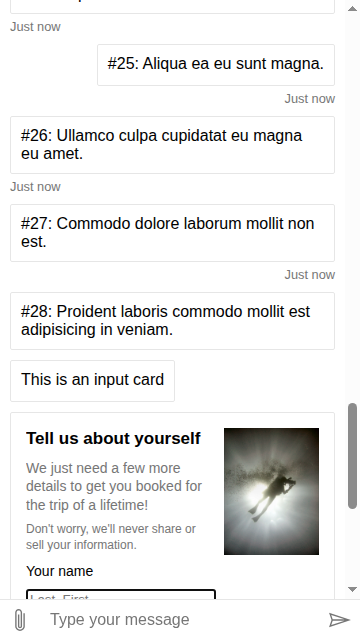 Just now
#25: Aliqua ea eu sunt magna.
Just now
#26: Ullamco culpa cupidatat eu magna
eu amet.
Just now
#27: Commodo dolore laborum mollit non
est.
Just now
#28: Proident laboris commodo mollit est
adipisicing in veniam.
This is an input card
Tell us about yourself
We just need a few more
details to get you booked for
the trip of a lifetime!
Don't worry, we'll never share or
sell your information.
Your name
Last, First
Type your message